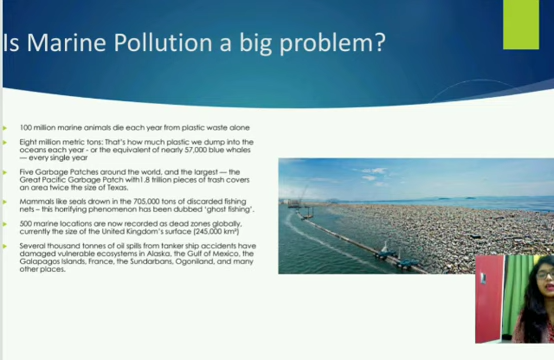 Is Marine Pollution a big problem?
100 million marine animals die each year from plastic waste alone
Eight million metric tons: That's how much plastic we dump into the
oceans each year - or the equivalent of nearly 57,000 blue whales
— every single year
Five Garbage Patches around the world, and the largest — the
Great Pacific Garbage Patch with1.8 trillion pieces of trash covers
an area twice the size of Texas.
Mammals like seals drown in the 705,000 tons of discarded fishing
nets – this horrifying phenomenon has been dubbed 'ghost fishing'.
500 marine locations are now recorded as dead zones globally,
currently the size of the United Kingdom's surface (245,000 km²)
Several thousand tonnes of oil spills from tanker ship accidents have
damaged vulnerable ecosystems in Alaska, the Gulf of Mexico, the
Galapagos Islands, France, the Sundarbans, Ogoniland, and many
other places.